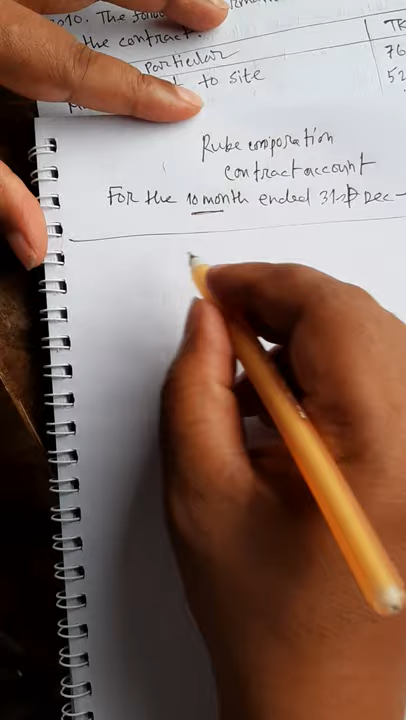 2010. The
the contract.
Particular TK
to site 76
52
Rube corporation
contract account
For the 10 month ended 31st Dec-